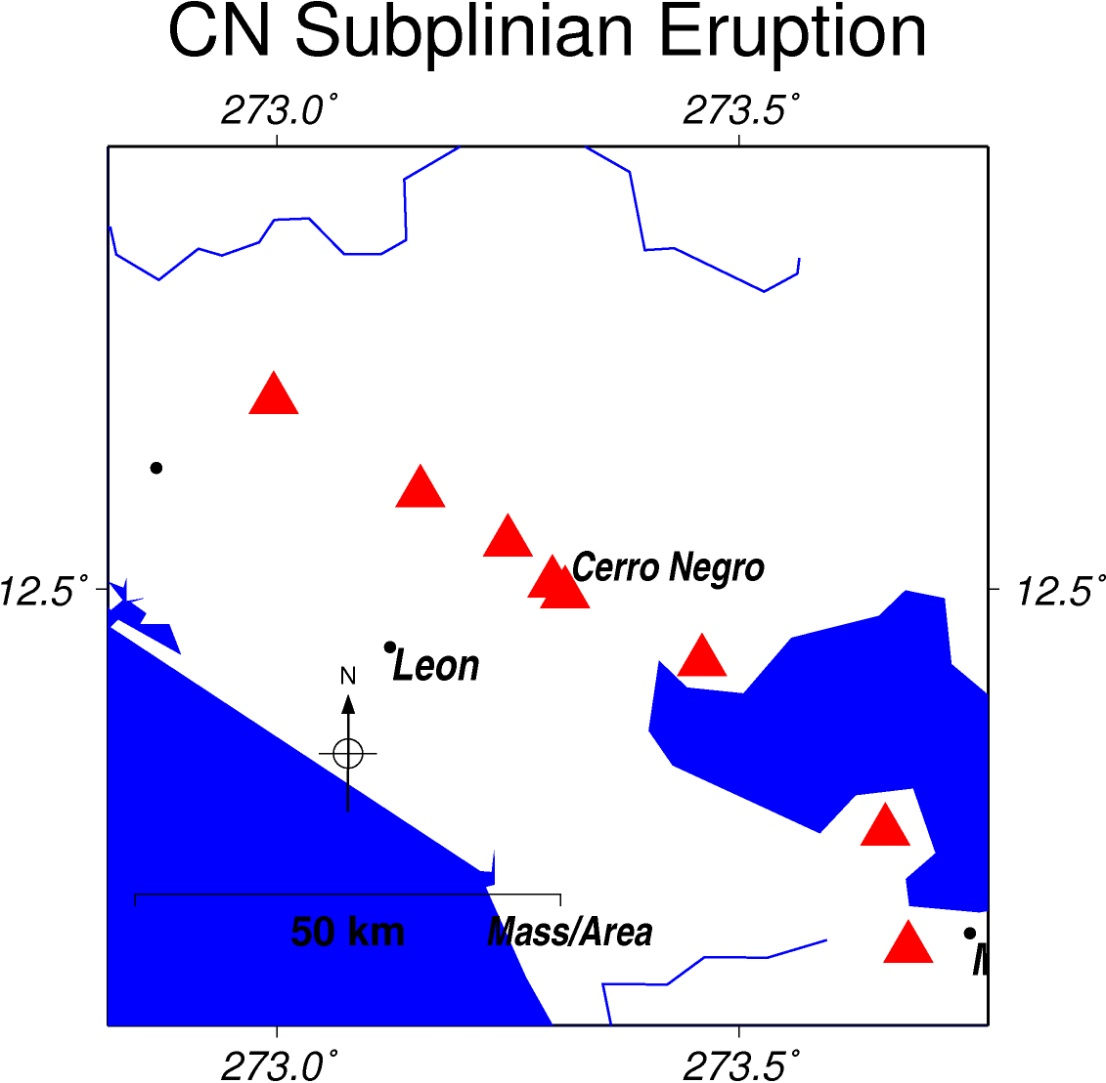 CN Subplinian Eruption
273.0° 273.5°
Cerro Negro
12.5° 12.5°
Leon
N
50 km Mass/Area
273.0° 273.5°